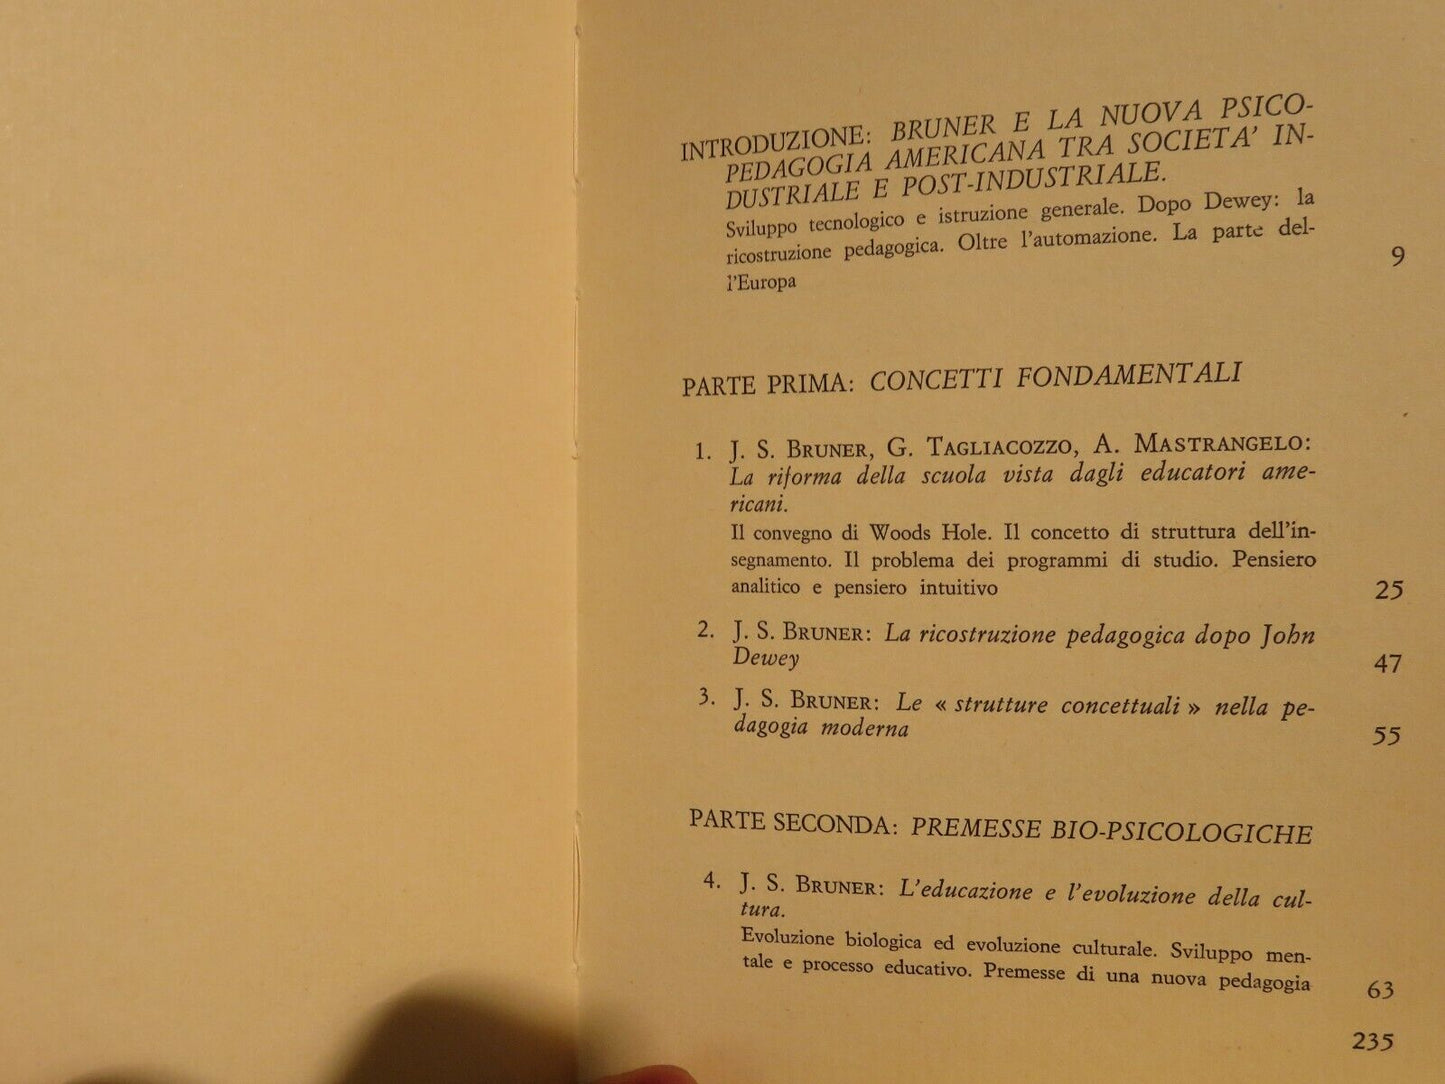 INTRODUZIONE: BRUNER E LA NUOVA PSICO-
PEDAGOGIA AMERICANA TRA SOCIETA' IN-
DUSTRIALE E POST-INDUSTRIALE.
Sviluppo tecnologico e istruzione generale. Dopo Dewey: la
ricostruzione pedagogica. Oltre l'automazione. La parte del-
l'Europa 9
PARTE PRIMA: CONCETTI FONDAMENTALI
1. J. S. BRUNER, G. TAGLIACOZZO, A. MASTRANGELO:
La riforma della scuola vista dagli educatori ame-
ricani.
Il convegno di Woods Hole. Il concetto di struttura dell'in-
segnamento. Il problema dei programmi di studio. Pensiero
analitico e pensiero intuitivo 25
2. J. S. BRUNER: La ricostruzione pedagogica dopo John
Dewey 47
3. J. S. BRUNER: Le « strutture concettuali » nella pe-
dagogia moderna 55
PARTE SECONDA: PREMESSE BIO-PSICOLOGICHE
4. J. S. BRUNER: L'educazione e l'evoluzione della cul-
tura.
Evoluzione biologica ed evoluzione culturale. Sviluppo men-
tale e processo educativo. Premesse di una nuova pedagogia 63
235